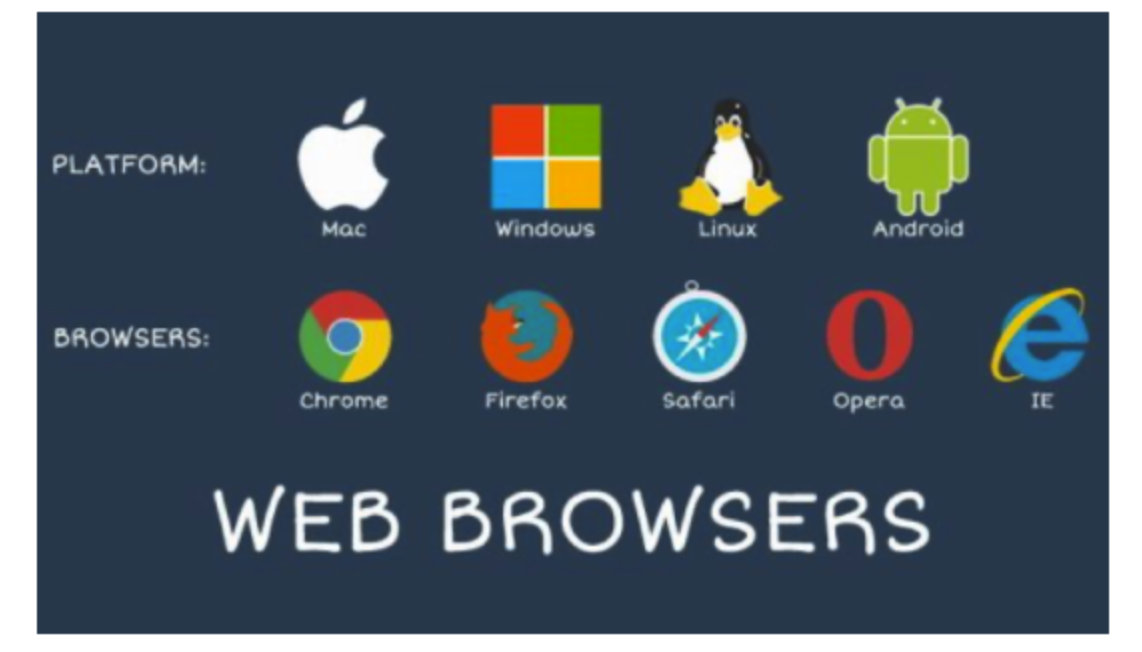 PLATFORM:
Mac Windows Linux Android
BROWSERS:
Chrome Firefox Safari Opera IE
WEB BROWSERS